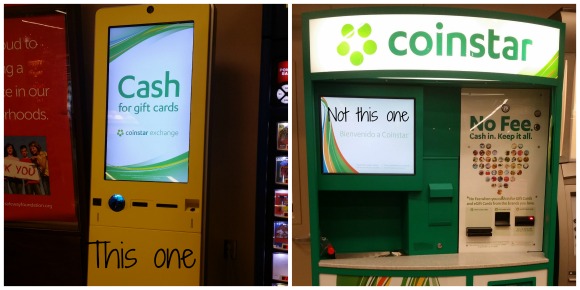 oud to
g a
e in our
rhoods.
K YOU
Cash
for gift cards
coinstar exchange
This one
coinstar
Not this one
Bienvenido a Coinstar
No Fee.
Cash in. Keep it all.